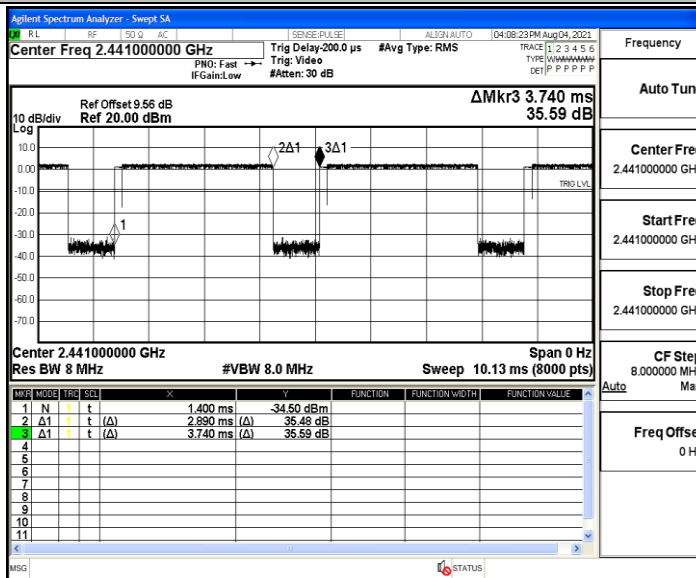 Agilent Spectrum Analyzer - Swept SA
LXI RL RF 50 Ω AC SENSE:PULSE ALIGN AUTO 04:08:23 PM Aug 04, 2021
Center Freq 2.441000000 GHz
PNO: Fast
IFGain:Low
Trig Delay-200.0 µs
Trig: Video
#Atten: 30 dB
#Avg Type: RMS
TRACE 1 2 3 4 5 6
TYPE
DET P P P P P P
ΔMkr3 3.740 ms
35.59 dB
Ref Offset 9.56 dB
10 dB/div Ref 20.00 dBm
Log
10.0
0.00
-10.0
-20.0
-30.0
-40.0
-50.0
-60.0
-70.0
2Δ1
3Δ1
1
TRIG LVL
Center 2.441000000 GHz Span 0 Hz
Res BW 8 MHz #VBW 8.0 MHz Sweep 10.13 ms (8000 pts)
MKR MODE TRC SCL X Y FUNCTION FUNCTION WIDTH FUNCTION VALUE
1 N 1 t 1.400 ms -34.50 dBm
2 Δ1 1 t (Δ) 2.890 ms (Δ) 35.48 dB
3 Δ1 1 t (Δ) 3.740 ms (Δ) 35.59 dB
4
5
6
7
8
9
10
11
MSG STATUS
Frequency
Auto Tun
Center Fre
2.441000000 GH
Start Fre
2.441000000 GH
Stop Fre
2.441000000 GH
CF Step
8.000000 MH
Auto Ma
Freq Offse
0 H